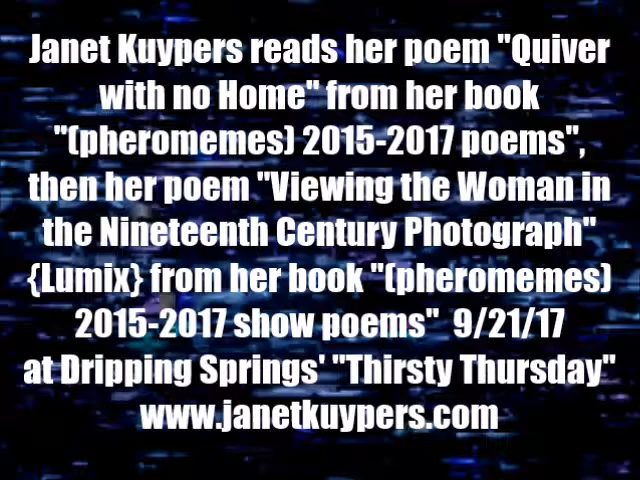 Janet Kuypers reads her poem "Quiver
with no Home" from her book
"(pheromemes) 2015-2017 poems",
then her poem "Viewing the Woman in
the Nineteenth Century Photograph"
{Lumix} from her book "(pheromemes)
2015-2017 show poems"  9/21/17
at Dripping Springs' "Thirsty Thursday"
www.janetkuypers.com